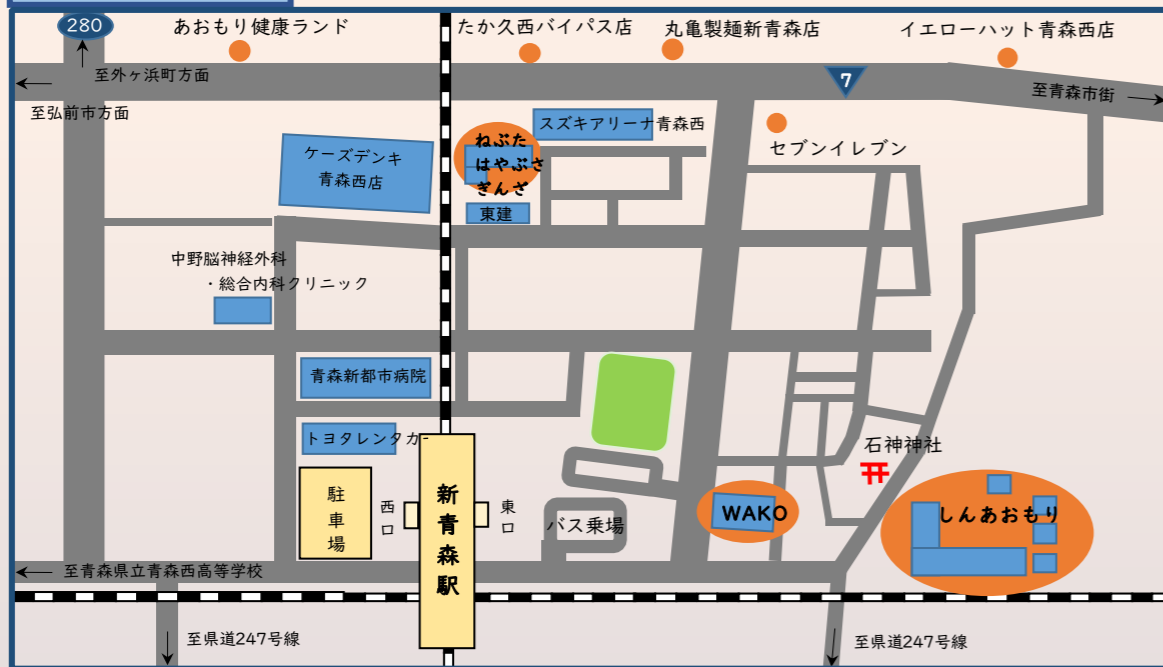 280
あおもり健康ランド
たか久西バイパス店
丸亀製麺新青森店
イエローハット青森西店
至外ヶ浜町方面
7
至青森市街
至弘前市方面
スズキアリーナ青森西
ケーズデンキ
青森西店
ねぶた
はやぶさ
ぎんざ
セブンイレブン
東建
中野脳神経外科
・総合内科クリニック
青森新都市病院
トヨタレンタカー
石神神社
駐車場
西口
新青森駅
東口
バス乗場
WAKO
しんあおもり
至青森県立青森西高等学校
至県道247号線
至県道247号線